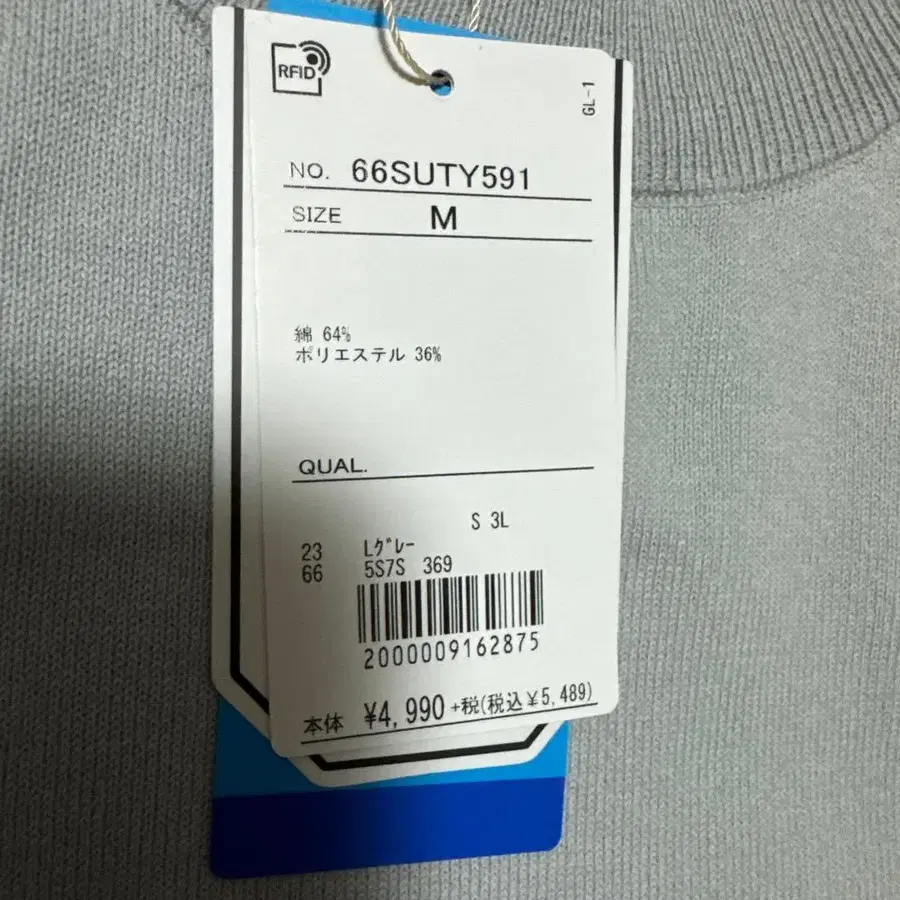 RFID
GL-1
NO. 66SUTY591
SIZE M
綿 64%
ポリエステル 36%
QUAL.
S 3L
23 Lｸﾞﾚｰ
66 5S7S 369
2000009162875
本体 ¥4,990+税(税込¥5,489)